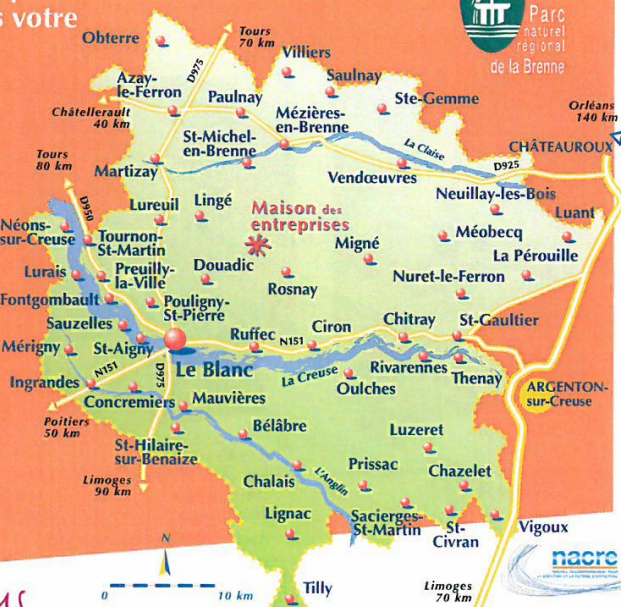 s votre
Parc
naturel
régional
de la Brenne
Obterre
Tours
70 km
Villiers
D975
Saulnay
Azay-
le-Ferron
Paulnay
Ste-Gemme
Châtellerault
40 km
Mézières-
en-Brenne
Orléans
140 km
St-Michel-
en-Brenne
La Claise
CHÂTEAUROUX
Tours
80 km
Martizay
Vendœuvres
D925
Neuillay-les-Bois
D950
Lureuil
Lingé
Maison des
entreprises
Luant
Néons-
sur-Creuse
Tournon-
St-Martin
Migné
Méobecq
La Pérouille
Lurais
Preuilly-
la-Ville
Douadic
Rosnay
Nuret-le-Ferron
Fontgombault
Pouligny-
St-Pierre
Sauzelles
Ruffec
N151
Ciron
Chitray
St-Gaultier
Mérigny
St-Aigny
Le Blanc
La Creuse
Rivarennes
Thenay
Oulches
Ingrandes
N151
D975
Concremiers
Mauvières
ARGENTON-
sur-Creuse
Poitiers
50 km
St-Hilaire-
sur-Benaize
Bélâbre
Luzeret
Limoges
90 km
Chalais
L'Anglin
Prissac
Chazelet
Lignac
Sacierges-
St-Martin
St-
Civran
Vigoux
N
nacre
0 10 km
Tilly
Limoges
70 km